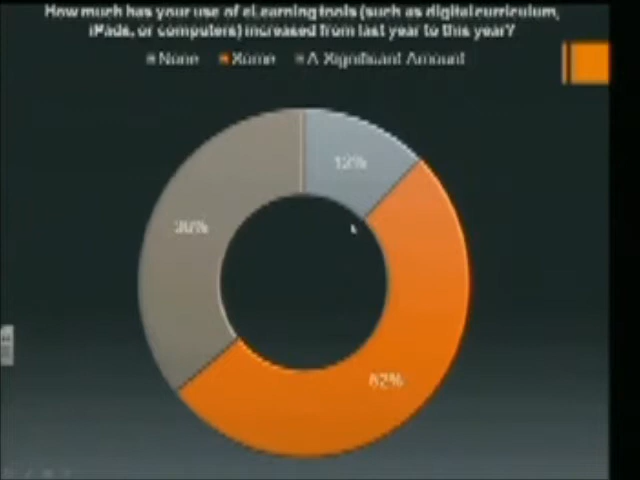 How much has your use of eLearning tools (such as digital curriculum,
iPads, or computers) increased from last year to this year?
None Some A Significant Amount
12%